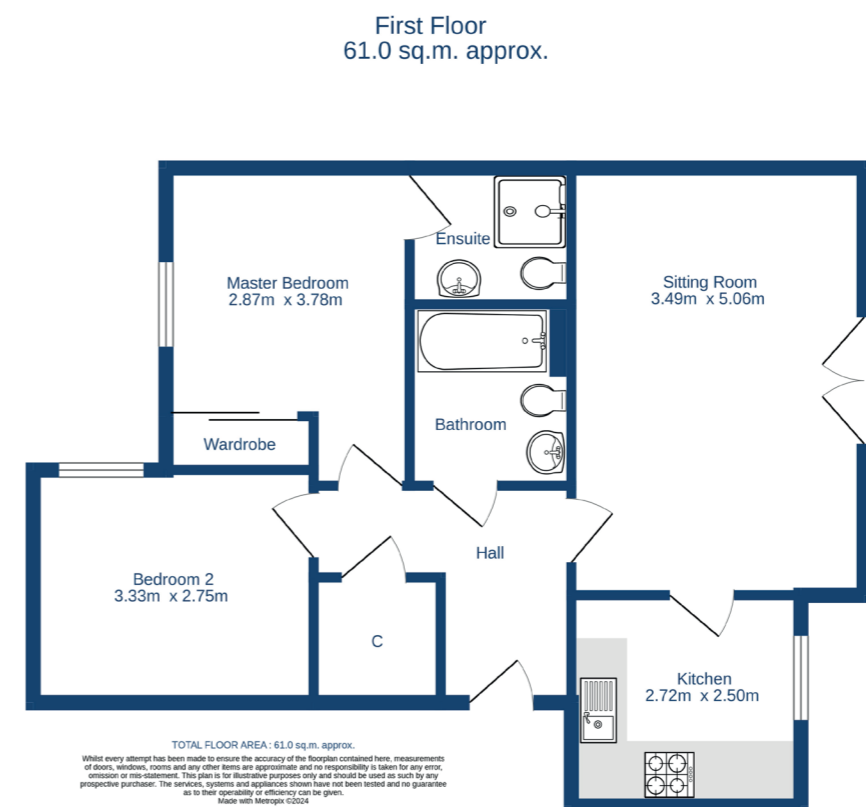 First Floor
61.0 sq.m. approx.
Ensuite
Master Bedroom
2.87m x 3.78m
Sitting Room
3.49m x 5.06m
Bathroom
Wardrobe
Hall
Bedroom 2
3.33m x 2.75m
C
Kitchen
2.72m x 2.50m
TOTAL FLOOR AREA : 61.0 sq.m. approx.
Whilst every attempt has been made to ensure the accuracy of the floorplan contained here, measurements
of doors, windows, rooms and any other items are approximate and no responsibility is taken for any error,
omission or mis-statement. This plan is for illustrative purposes only and should be used as such by any
prospective purchaser. The services, systems and appliances shown have not been tested and no guarantee
as to their operability or efficiency can be given.
Made with Metropix ©2024